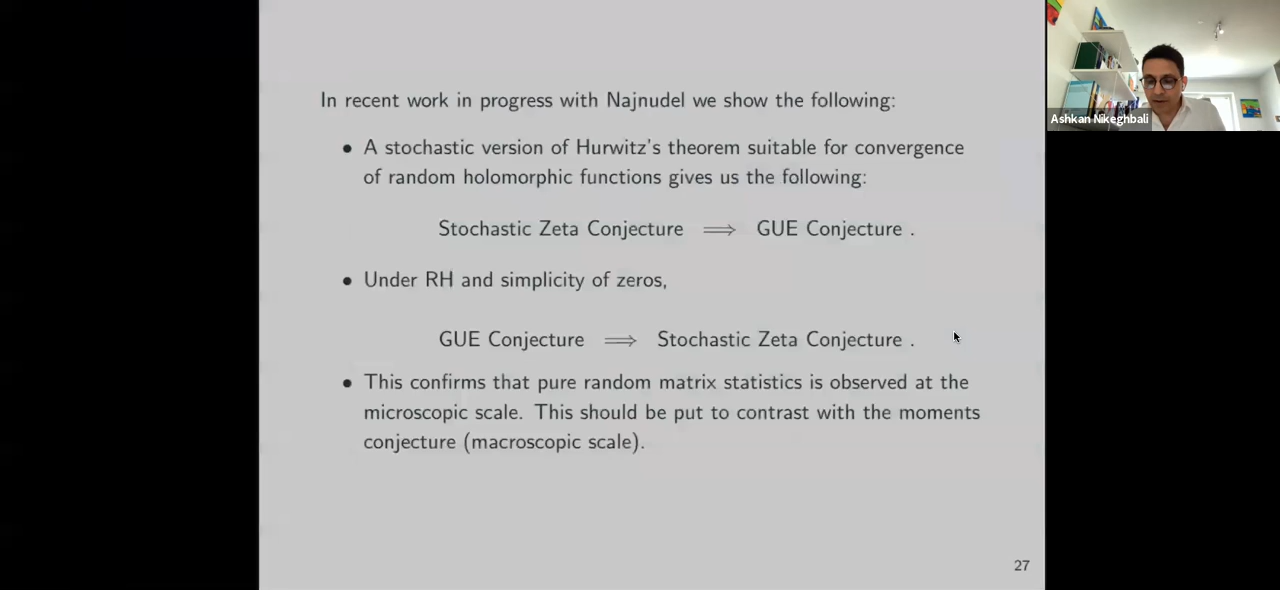 In recent work in progress with Najnudel we show the following:
• A stochastic version of Hurwitz's theorem suitable for convergence
of random holomorphic functions gives us the following:
Stochastic Zeta Conjecture ⟹ GUE Conjecture .
• Under RH and simplicity of zeros,
GUE Conjecture ⟹ Stochastic Zeta Conjecture .
• This confirms that pure random matrix statistics is observed at the
microscopic scale. This should be put to contrast with the moments
conjecture (macroscopic scale).
27
Ashkan Nikeghbali